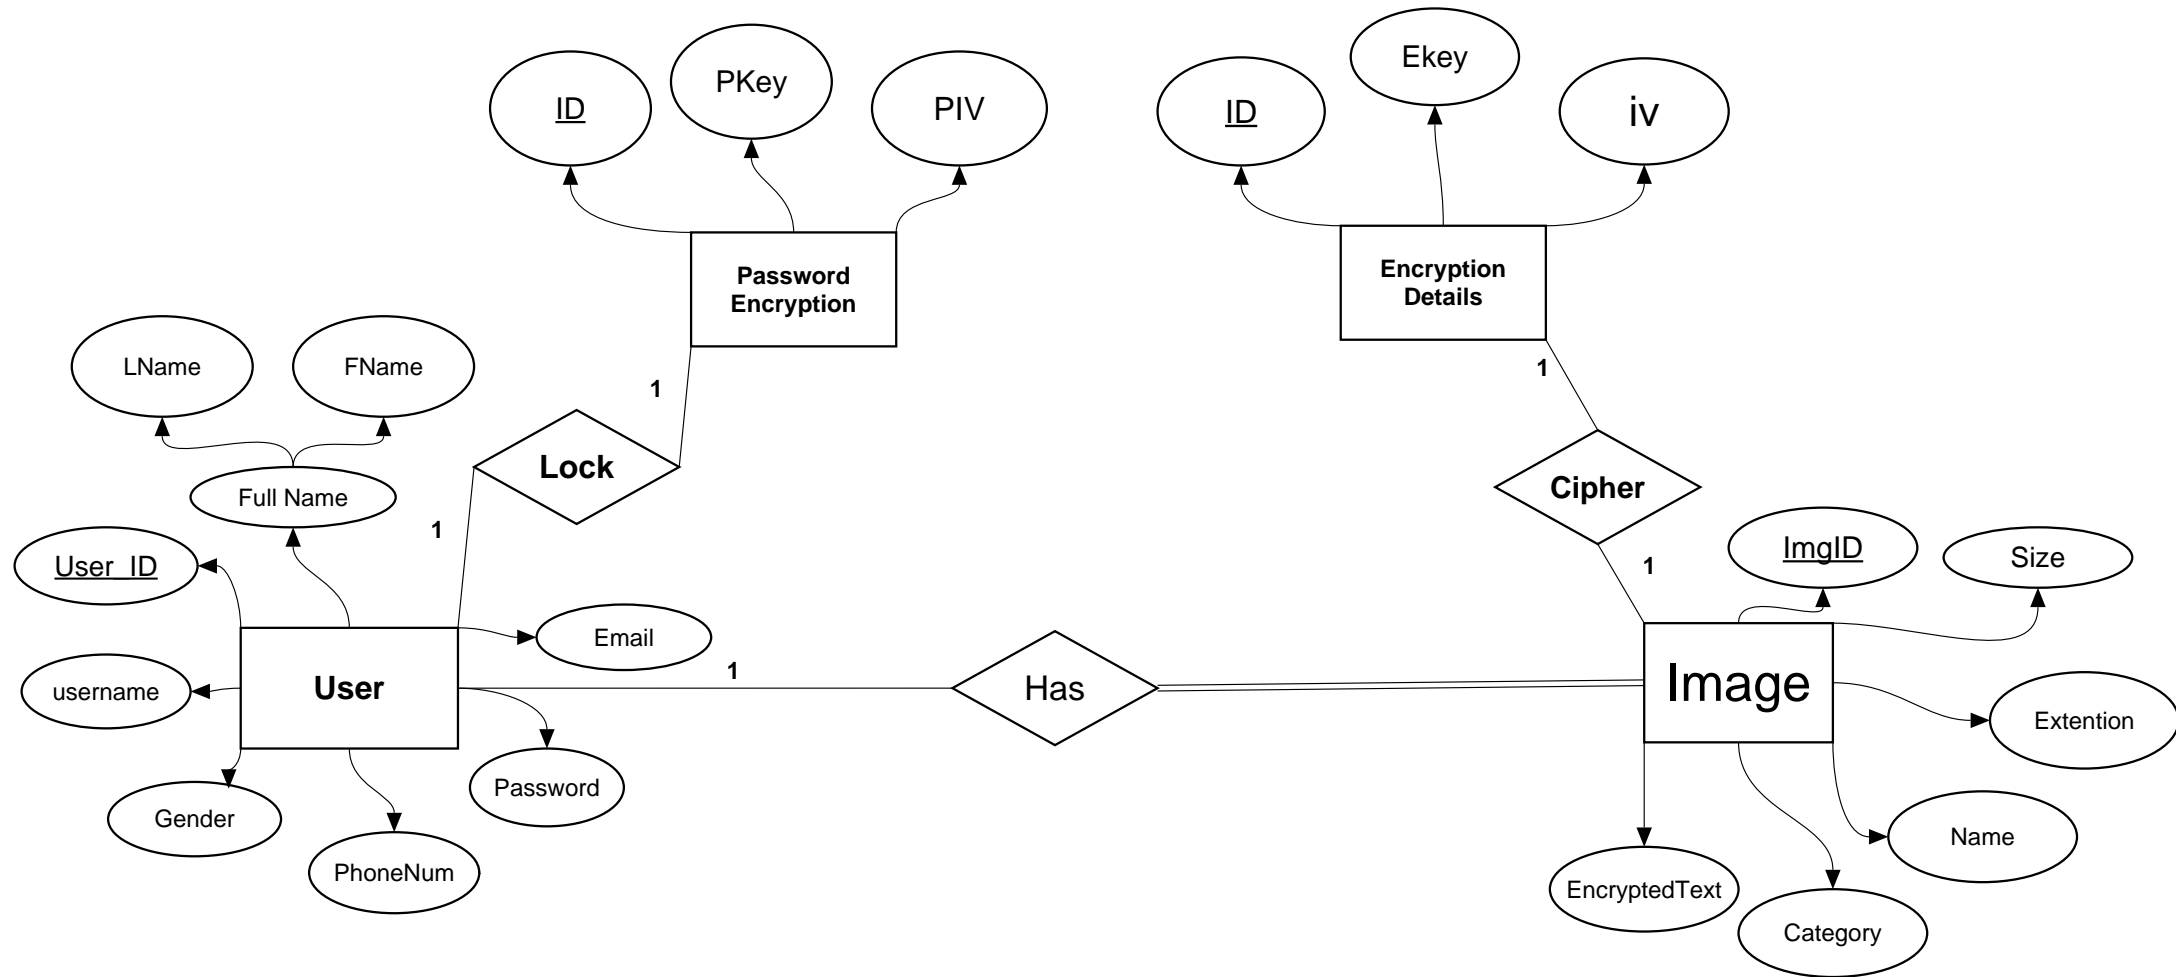 Ekey
PKey
ID
PIV
ID
iv
Password
Encryption
Encryption
Details
LName
FName
1
1
Lock
Cipher
Full Name
1
User_ID
1
ImgID
Size
Email
1
username
User
Has
Image
Extention
Password
Gender
Name
PhoneNum
EncryptedText
Category